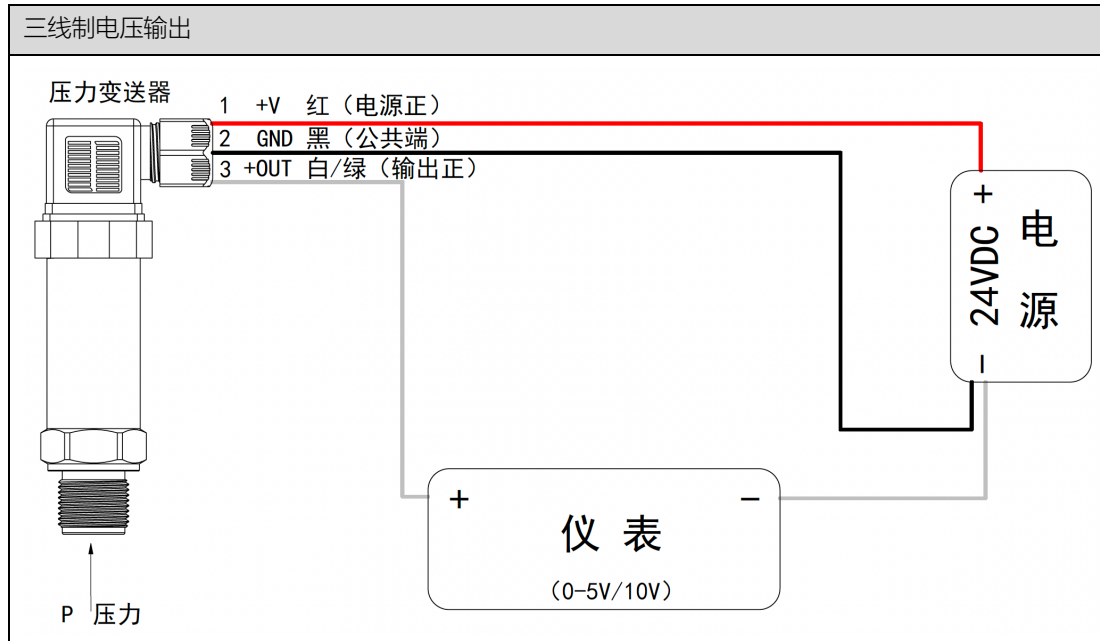 三线制电压输出
压力变送器
1 +V 红（电源正）
2 GND 黑（公共端）
3 +OUT 白/绿（输出正）
+
24VDC
-
电源
+
-
仪表
（0-5V/10V）
P 压力